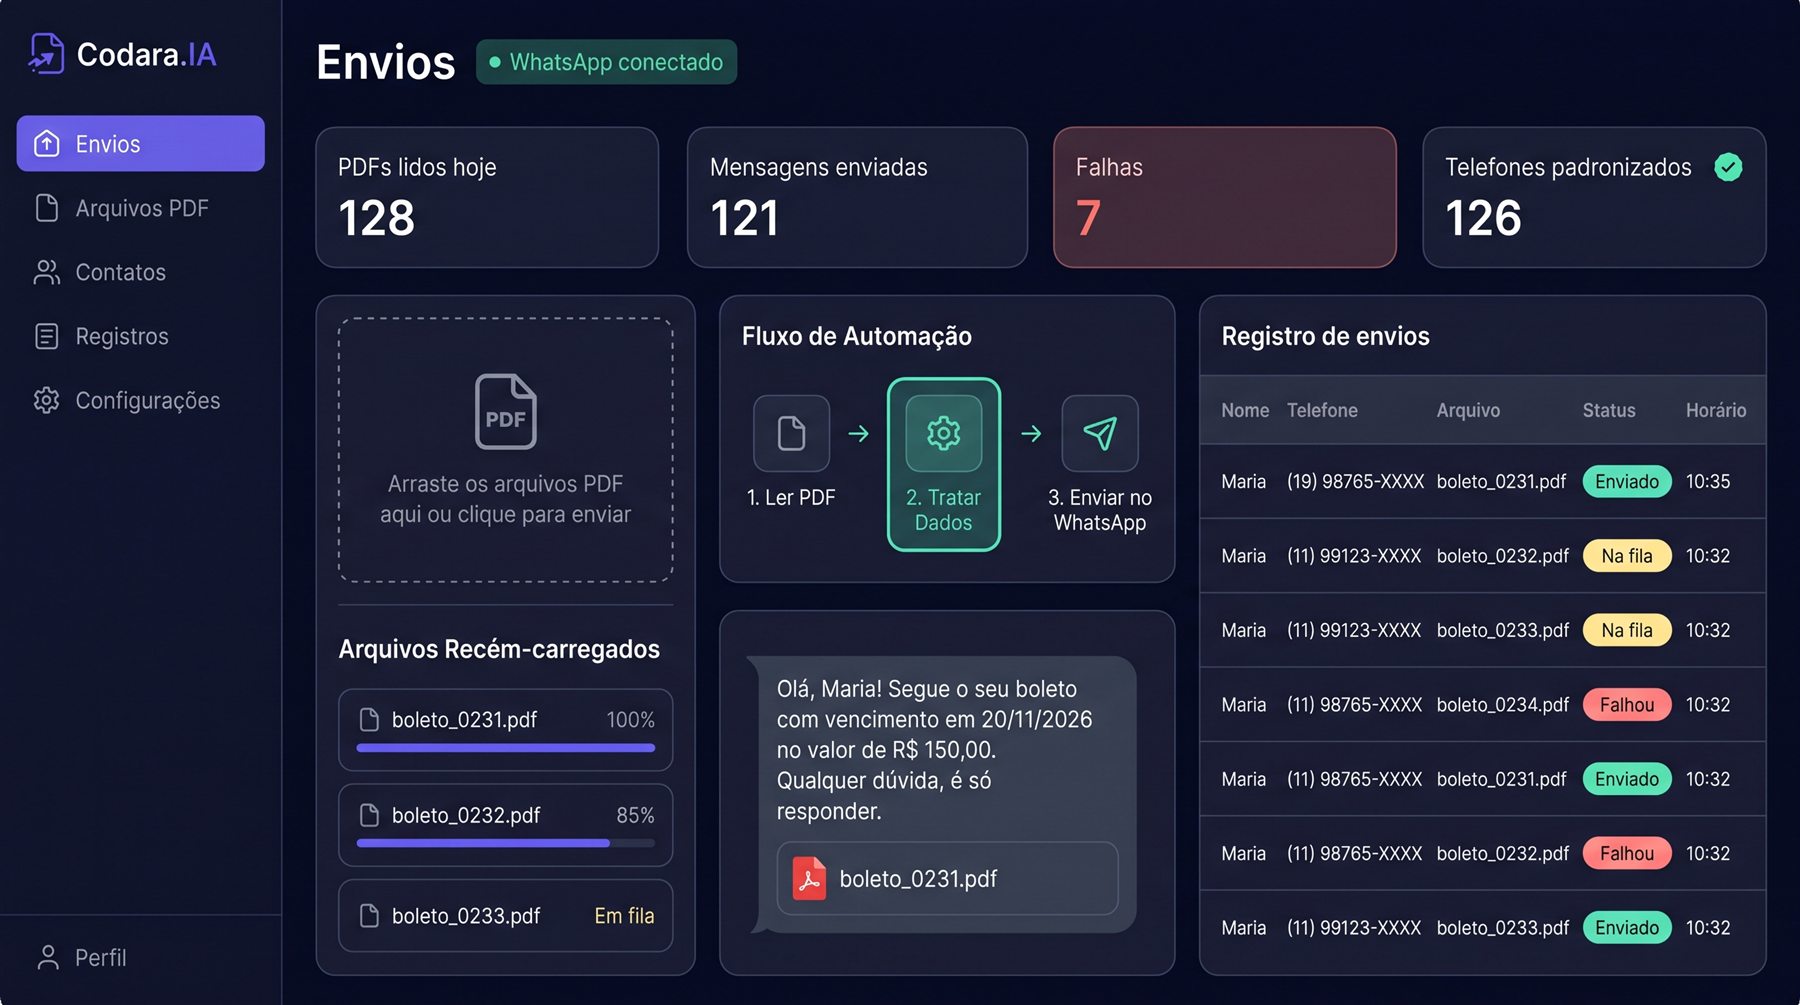 Codara.IA
Envios
Arquivos PDF
Contatos
Registros
Configurações
Perfil
Envios
WhatsApp conectado
PDFs lidos hoje
128
Mensagens enviadas
121
Falhas
7
Telefones padronizados
126
PDF
Arraste os arquivos PDF
aqui ou clique para enviar
Arquivos Recém-carregados
boleto_0231.pdf 100%
boleto_0232.pdf 85%
boleto_0233.pdf Em fila
Fluxo de Automação
1. Ler PDF
2. Tratar
Dados
3. Enviar no
WhatsApp
Olá, Maria! Segue o seu boleto
com vencimento em 20/11/2026
no valor de R$ 150,00.
Qualquer dúvida, é só
responder.
boleto_0231.pdf
Registro de envios
Nome Telefone Arquivo Status Horário
Maria (19) 98765-XXXX boleto_0231.pdf Enviado 10:35
Maria (11) 99123-XXXX boleto_0232.pdf Na fila 10:32
Maria (11) 99123-XXXX boleto_0233.pdf Na fila 10:32
Maria (11) 98765-XXXX boleto_0234.pdf Falhou 10:32
Maria (11) 98765-XXXX boleto_0231.pdf Enviado 10:32
Maria (11) 98765-XXXX boleto_0232.pdf Falhou 10:32
Maria (11) 99123-XXXX boleto_0233.pdf Enviado 10:32